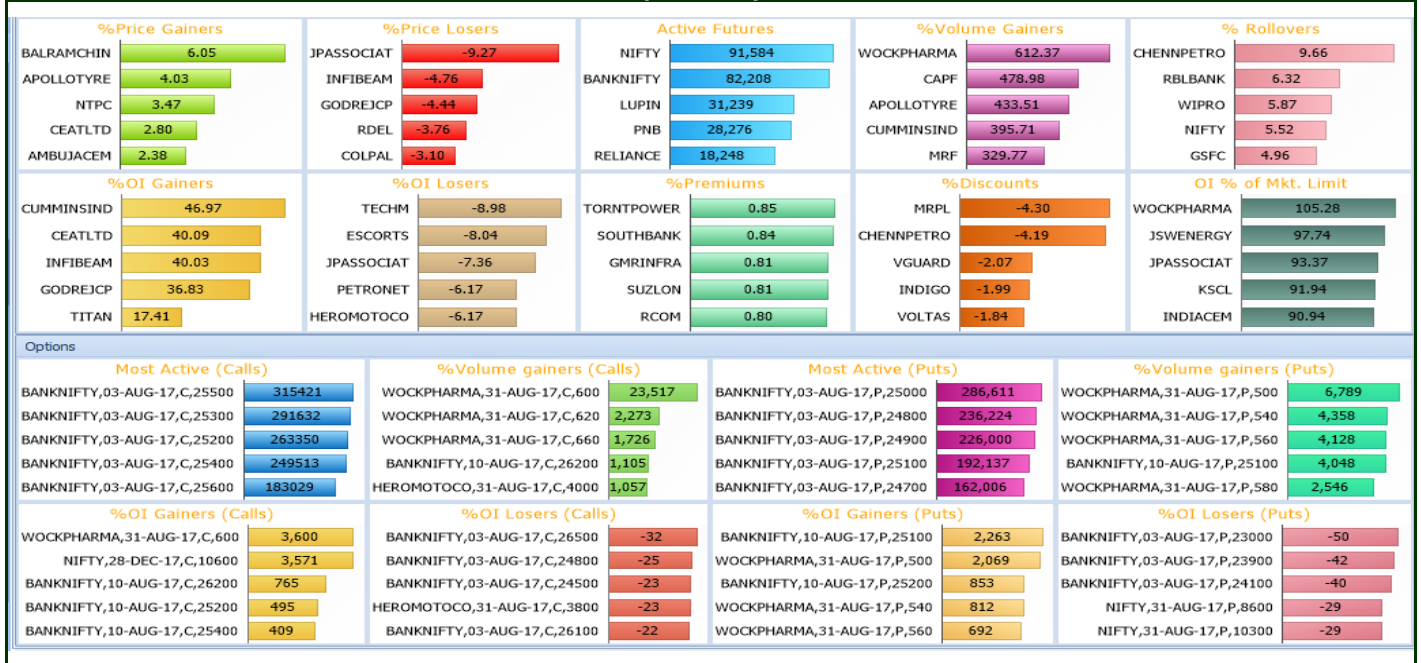 %Price Gainers
BALRAMCHIN 6.05
APOLLOTYRE 4.03
NTPC 3.47
CEATLTD 2.80
AMBUJACEM 2.38
%Price Losers
JPASSOCIAT -9.27
INFIBEAM -4.76
GODREJCP -4.44
RDEL -3.76
COLPAL -3.10
Active Futures
NIFTY 91,584
BANKNIFTY 82,208
LUPIN 31,239
PNB 28,276
RELIANCE 18,248
%Volume Gainers
WOCKPHARMA 612.37
CAPF 478.98
APOLLOTYRE 433.51
CUMMINSIND 395.71
MRF 329.77
% Rollovers
CHENNPETRO 9.66
RBLBANK 6.32
WIPRO 5.87
NIFTY 5.52
GSFC 4.96
%OI Gainers
CUMMINSIND 46.97
CEATLTD 40.09
INFIBEAM 40.03
GODREJCP 36.83
TITAN 17.41
%OI Losers
TECHM -8.98
ESCORTS -8.04
JPASSOCIAT -7.36
PETRONET -6.17
HEROMOTOCO -6.17
%Premiums
TORNTPOWER 0.85
SOUTHBANK 0.84
GMRINFRA 0.81
SUZLON 0.81
RCOM 0.80
%Discounts
MRPL -4.30
CHENNPETRO -4.19
VGUARD -2.07
INDIGO -1.99
VOLTAS -1.84
OI % of Mkt. Limit
WOCKPHARMA 105.28
JSWENERGY 97.74
JPASSOCIAT 93.37
KSCL 91.94
INDIACEM 90.94
Options
Most Active (Calls)
BANKNIFTY,03-AUG-17,C,25500 315421
BANKNIFTY,03-AUG-17,C,25300 291632
BANKNIFTY,03-AUG-17,C,25200 263350
BANKNIFTY,03-AUG-17,C,25400 249513
BANKNIFTY,03-AUG-17,C,25600 183029
%Volume gainers (Calls)
WOCKPHARMA,31-AUG-17,C,600 23,517
WOCKPHARMA,31-AUG-17,C,620 2,273
WOCKPHARMA,31-AUG-17,C,660 1,726
BANKNIFTY,10-AUG-17,C,26200 1,105
HEROMOTOCO,31-AUG-17,C,4000 1,057
Most Active (Puts)
BANKNIFTY,03-AUG-17,P,25000 286,611
BANKNIFTY,03-AUG-17,P,24800 236,224
BANKNIFTY,03-AUG-17,P,24900 226,000
BANKNIFTY,03-AUG-17,P,25100 192,137
BANKNIFTY,03-AUG-17,P,24700 162,006
%Volume gainers (Puts)
WOCKPHARMA,31-AUG-17,P,500 6,789
WOCKPHARMA,31-AUG-17,P,540 4,358
WOCKPHARMA,31-AUG-17,P,560 4,128
BANKNIFTY,10-AUG-17,P,25100 4,048
WOCKPHARMA,31-AUG-17,P,580 2,546
%OI Gainers (Calls)
WOCKPHARMA,31-AUG-17,C,600 3,600
NIFTY,28-DEC-17,C,10600 3,571
BANKNIFTY,10-AUG-17,C,26200 765
BANKNIFTY,10-AUG-17,C,25200 495
BANKNIFTY,10-AUG-17,C,25400 409
%OI Losers (Calls)
BANKNIFTY,03-AUG-17,C,26500 -32
BANKNIFTY,03-AUG-17,C,24800 -25
BANKNIFTY,03-AUG-17,C,24500 -23
HEROMOTOCO,31-AUG-17,C,3800 -23
BANKNIFTY,03-AUG-17,C,26100 -22
%OI Gainers (Puts)
BANKNIFTY,10-AUG-17,P,25100 2,263
WOCKPHARMA,31-AUG-17,P,500 2,069
BANKNIFTY,10-AUG-17,P,25200 853
WOCKPHARMA,31-AUG-17,P,540 812
WOCKPHARMA,31-AUG-17,P,560 692
%OI Losers (Puts)
BANKNIFTY,03-AUG-17,P,23000 -50
BANKNIFTY,03-AUG-17,P,23900 -42
BANKNIFTY,03-AUG-17,P,24100 -40
NIFTY,31-AUG-17,P,8600 -29
NIFTY,31-AUG-17,P,10300 -29